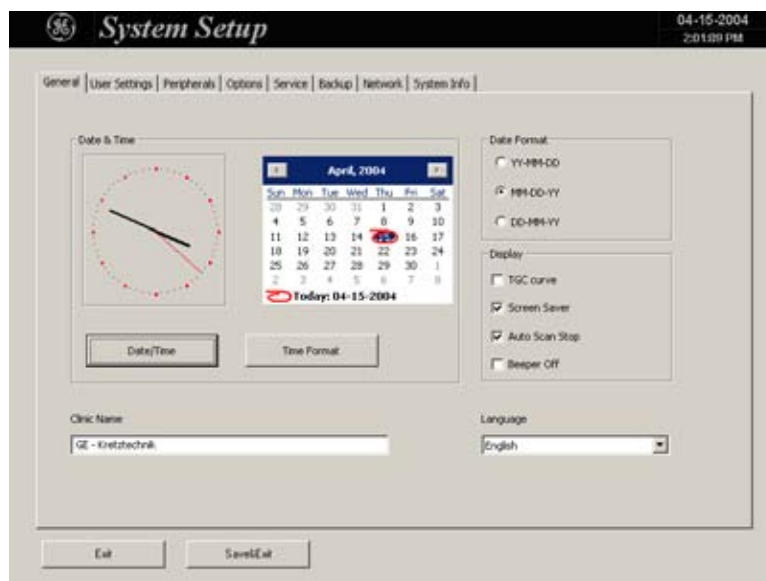 System Setup
04-15-2004
2:01:09 PM
General User Settings Peripherals Options Service Backup Network System Info
Date & Time
April, 2004
Sun Mon Tue Wed Thu Fri Sat
28 29 30 31 1 2 3
4 5 6 7 8 9 10
11 12 13 14 15 16 17
18 19 20 21 22 23 24
25 26 27 28 29 30 1
2 3 4 5 6 7 8
Today: 04-15-2004
Date/Time
Time Format
Date Format
YY-MM-DD
MM-DD-YY
DD-MM-YY
Display
TGC curve
Screen Saver
Auto Scan Stop
Beeper Off
Clinic Name
GE - Kretztechnik
Language
English
Exit
Save&Exit